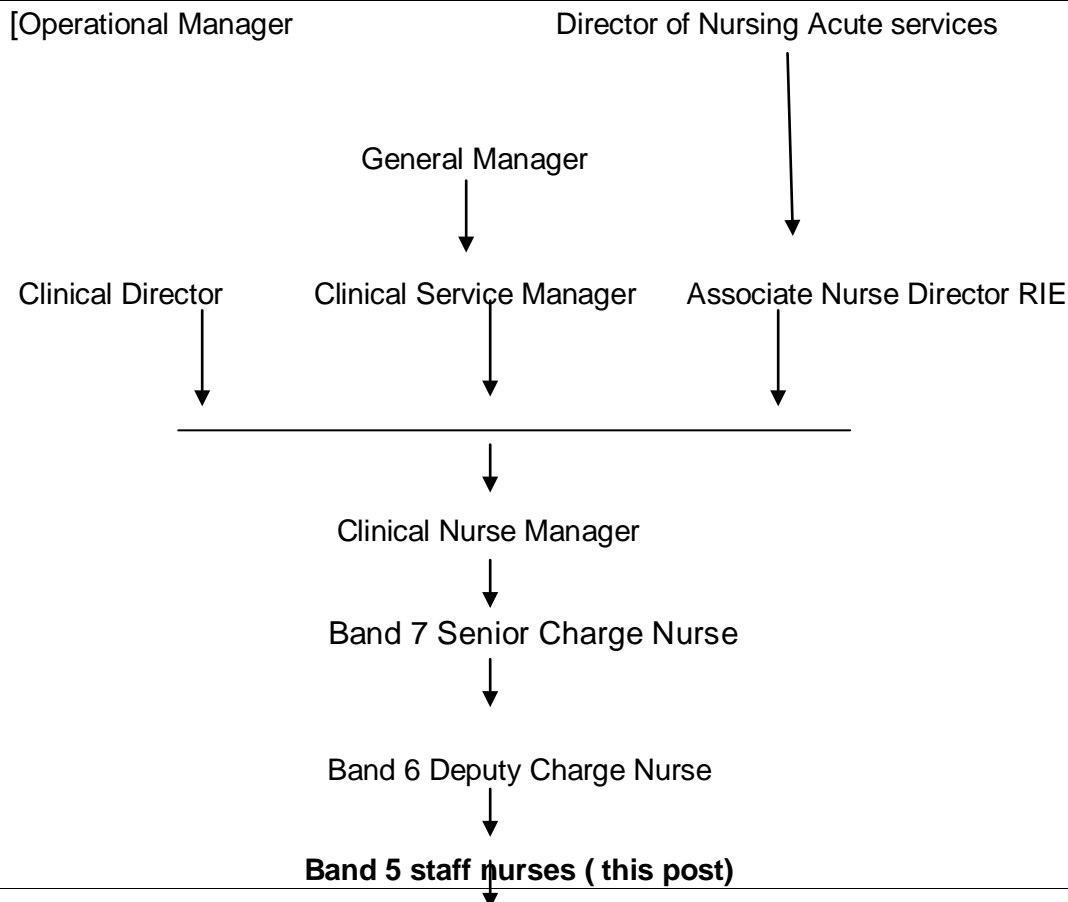 [Operational Manager Director of Nursing Acute services
General Manager
Clinical Director Clinical Service Manager Associate Nurse Director RIE
Clinical Nurse Manager
Band 7 Senior Charge Nurse
Band 6 Deputy Charge Nurse
Band 5 staff nurses ( this post)